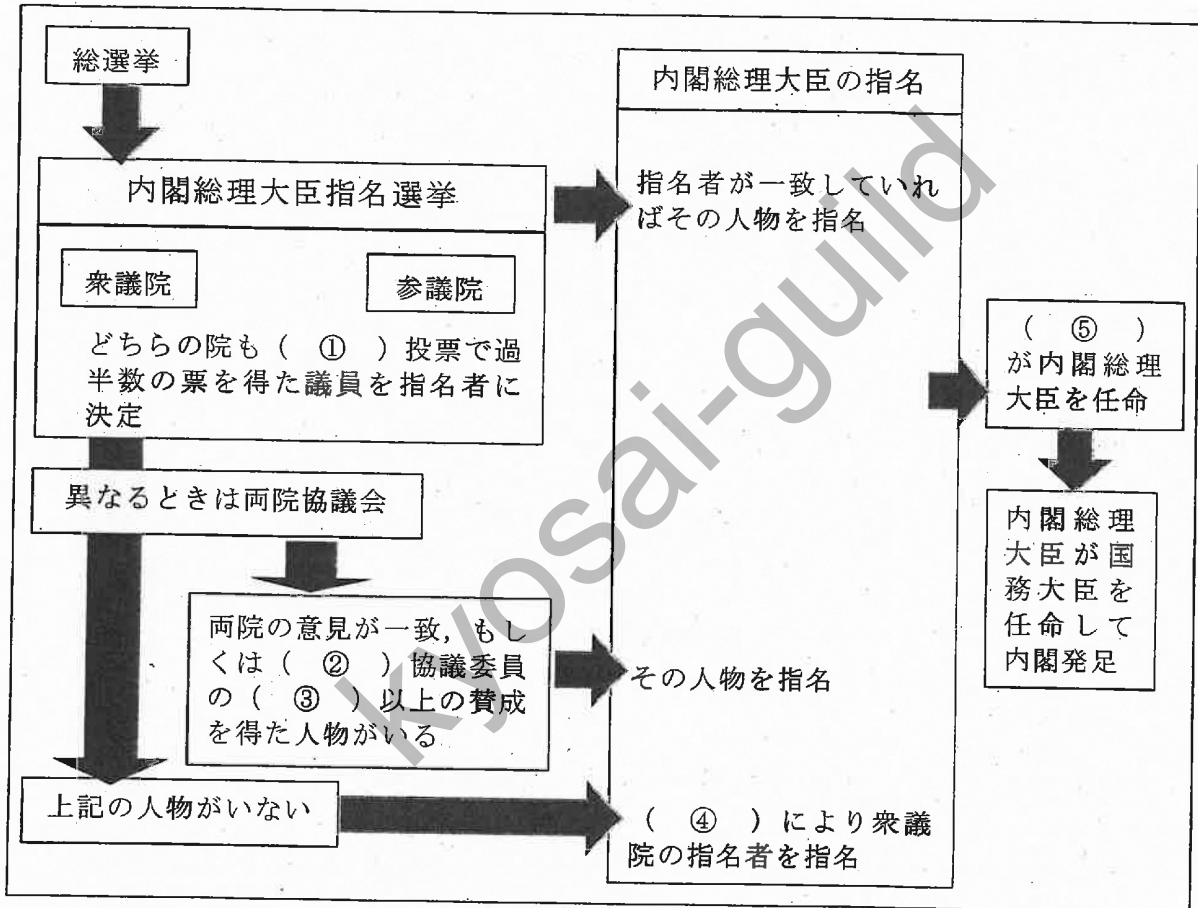 総選挙
内閣総理大臣指名選挙
衆議院
参議院
どちらの院も ( ① ) 投票で過
半数の票を得た議員を指名者に
決定
異なるときは両院協議会
両院の意見が一致，もし
くは ( ② ) 協議委員
の ( ③ ) 以上の賛成
を得た人物がいる
上記の人物がいない
内閣総理大臣の指名
指名者が一致していれ
ばその人物を指名
その人物を指名
( ④ ) により衆議
院の指名者を指名
( ⑤ )
が内閣総理
大臣を任命
内閣総理
大臣が国
務大臣を
任命して
内閣発足
kyosai-guild